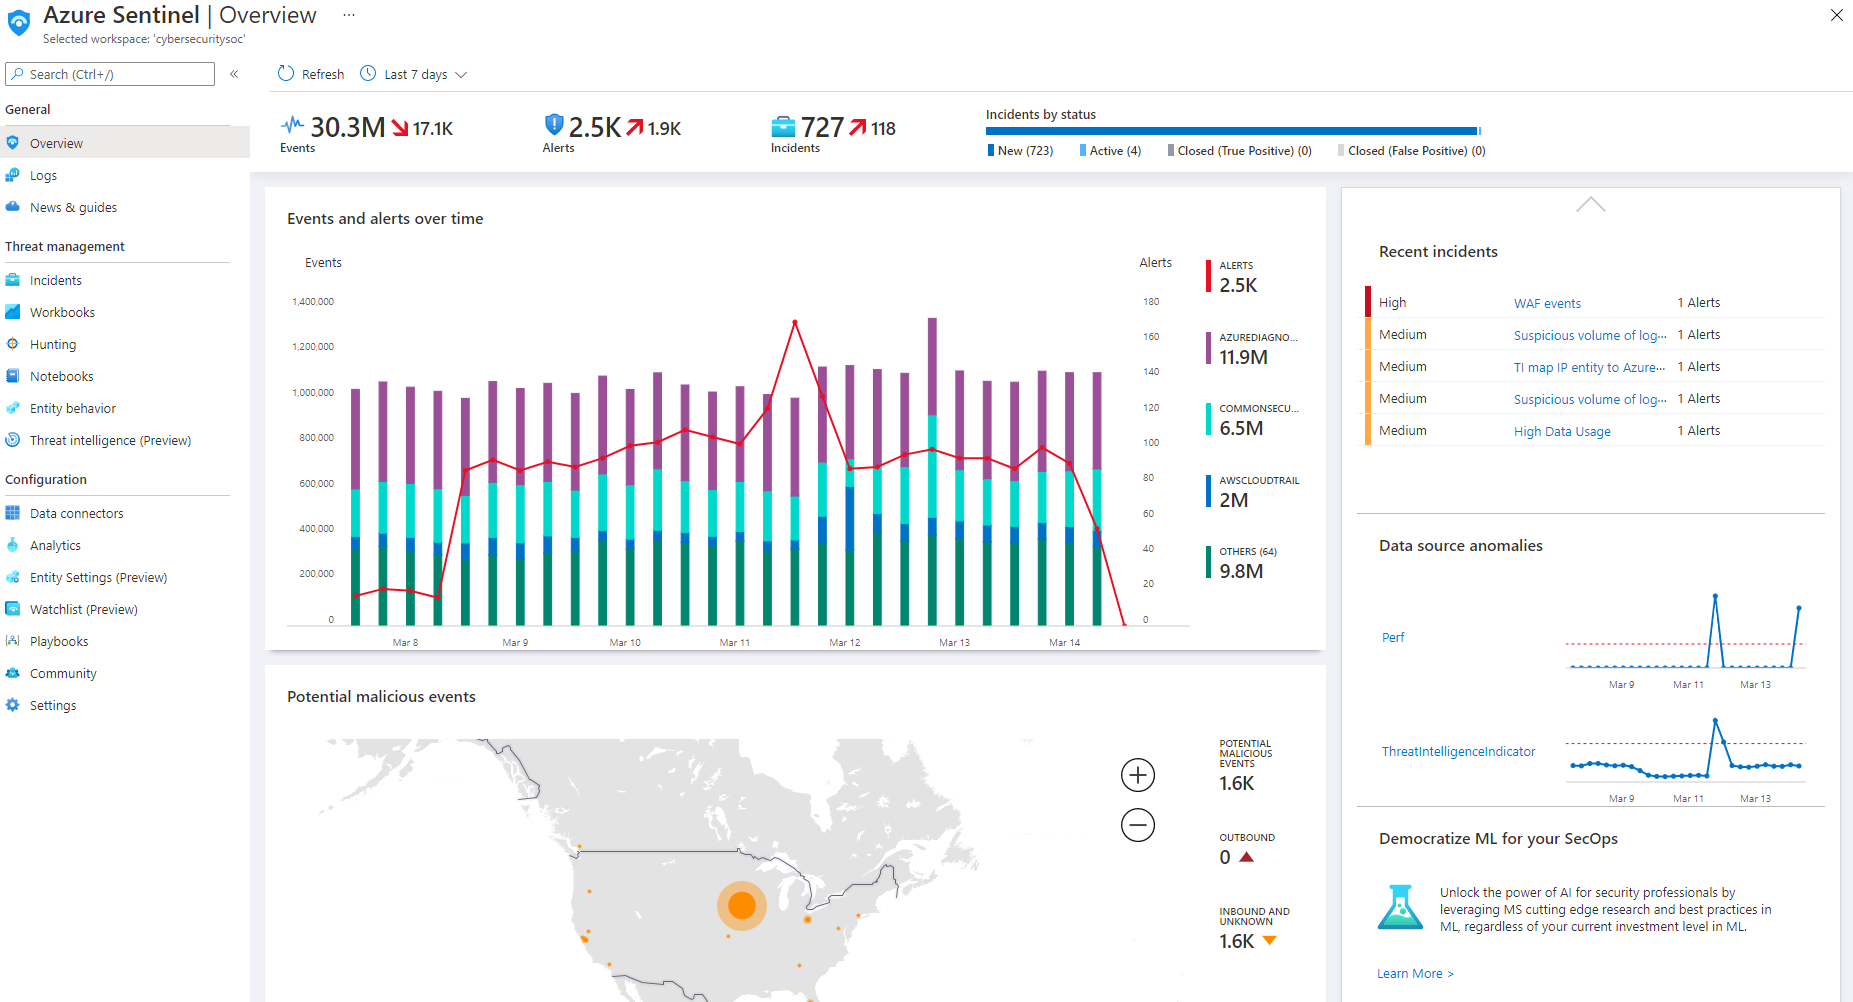 Azure Sentinel | Overview ...
Selected workspace: 'cybersecuritysoc'
Search (Ctrl+/)
«
General
Overview
Logs
News & guides
Threat management
Incidents
Workbooks
Hunting
Notebooks
Entity behavior
Threat intelligence (Preview)
Configuration
Data connectors
Analytics
Entity Settings (Preview)
Watchlist (Preview)
Playbooks
Community
Settings
Refresh Last 7 days
30.3M 17.1K
Events
2.5K 1.9K
Alerts
727 118
Incidents
Incidents by status
New (723) Active (4) Closed (True Positive) (0) Closed (False Positive) (0)
Events and alerts over time
Events
Alerts
1,400,000
1,200,000
1,000,000
800,000
600,000
400,000
200,000
0
180
160
140
120
100
80
60
40
20
0
Mar 8 Mar 9 Mar 10 Mar 11 Mar 12 Mar 13 Mar 14
ALERTS
2.5K
AZUREDIAGNO...
11.9M
COMMONSECU...
6.5M
AWSCLOUDTRAIL
2M
OTHERS (64)
9.8M
Potential malicious events
POTENTIAL
MALICIOUS
EVENTS
1.6K
OUTBOUND
0
INBOUND AND
UNKNOWN
1.6K
Recent incidents
High WAF events 1 Alerts
Medium Suspicious volume of log... 1 Alerts
Medium TI map IP entity to Azure... 1 Alerts
Medium Suspicious volume of log... 1 Alerts
Medium High Data Usage 1 Alerts
Data source anomalies
Perf
Mar 9 Mar 11 Mar 13
ThreatIntelligenceIndicator
Mar 9 Mar 11 Mar 13
Democratize ML for your SecOps
Unlock the power of AI for security professionals by
leveraging MS cutting edge research and best practices in
ML, regardless of your current investment level in ML.
Learn More >